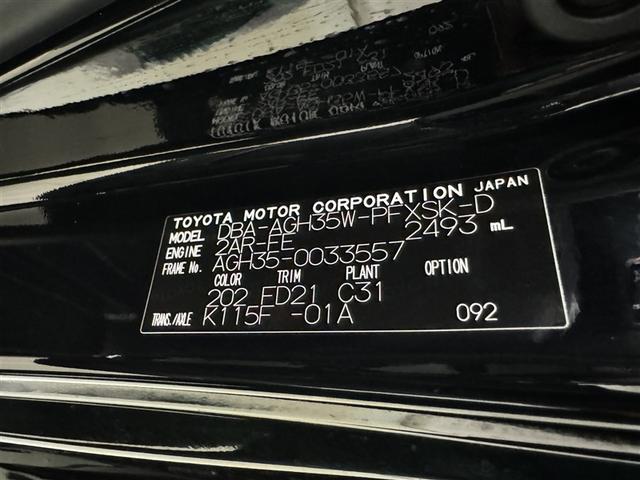 TOYOTA MOTOR CORPORATION JAPAN
MODEL DBA-AGH35W-PFXSK-D
ENGINE 2AR-FE 2493 mL
FRAME No. AGH35-0033557
COLOR TRIM PLANT OPTION
202 FD21 C31
TRANS./AXLE K115F -01A 092